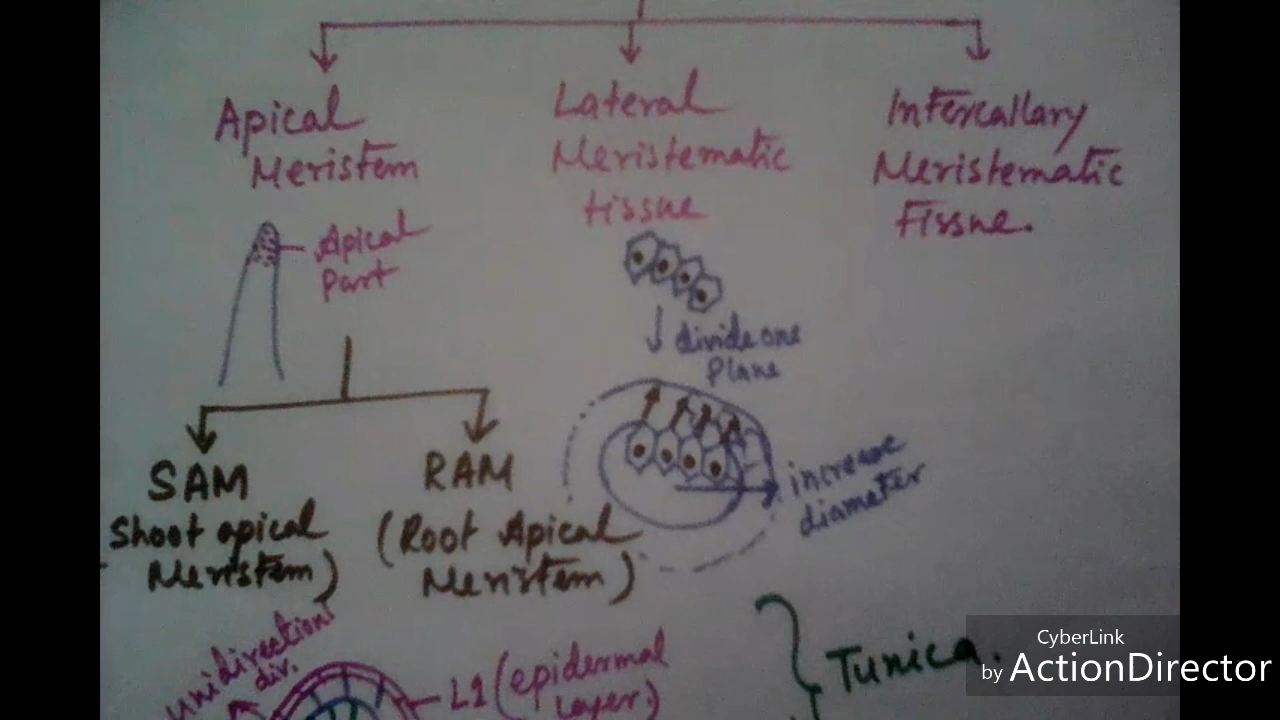 Apical
Meristem
Lateral
Meristematic
tissue
Intercallary
Meristematic
Tissue.
Apical
Part
divide one
Plane
increase
diameter
SAM
Shoot apical
Meristem)
RAM
(Root Apical
Meristem)
unidirection
dir.
L1 (epidermal
Layer.)
Tunica.
CyberLink
by ActionDirector